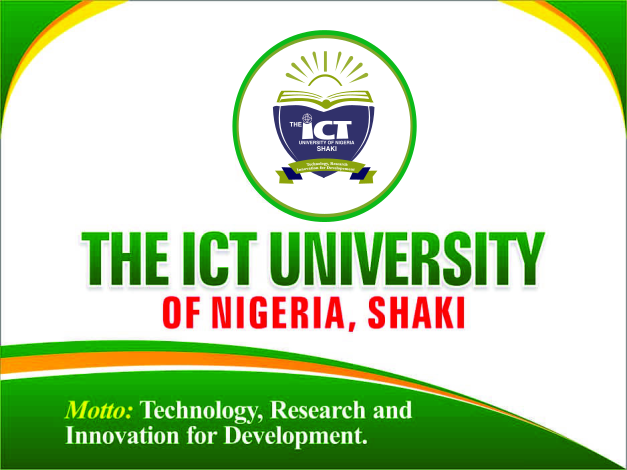 THE ICT
UNIVERSITY OF NIGERIA
SHAKI
Technology, Research
Innovation for Development
THE ICT UNIVERSITY
OF NIGERIA, SHAKI
Motto: Technology, Research and
Innovation for Development.